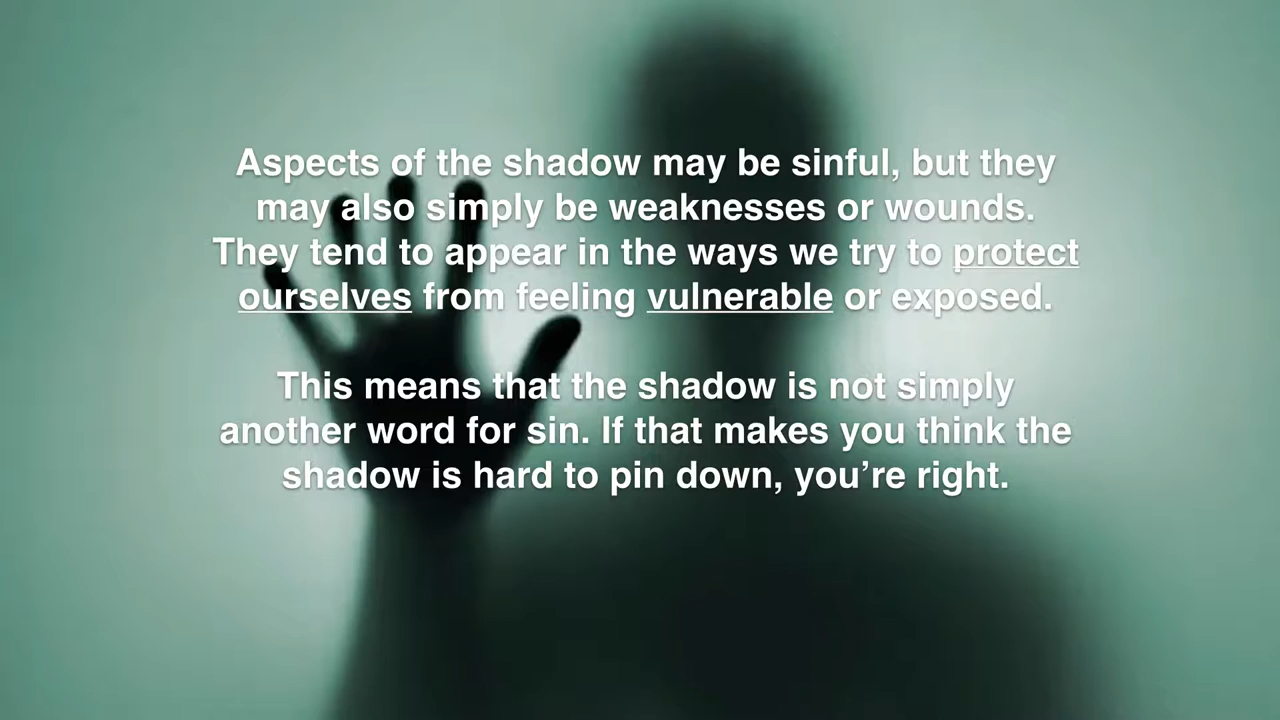 Aspects of the shadow may be sinful, but they
may also simply be weaknesses or wounds.
They tend to appear in the ways we try to protect
ourselves from feeling vulnerable or exposed.
This means that the shadow is not simply
another word for sin. If that makes you think the
shadow is hard to pin down, you’re right.